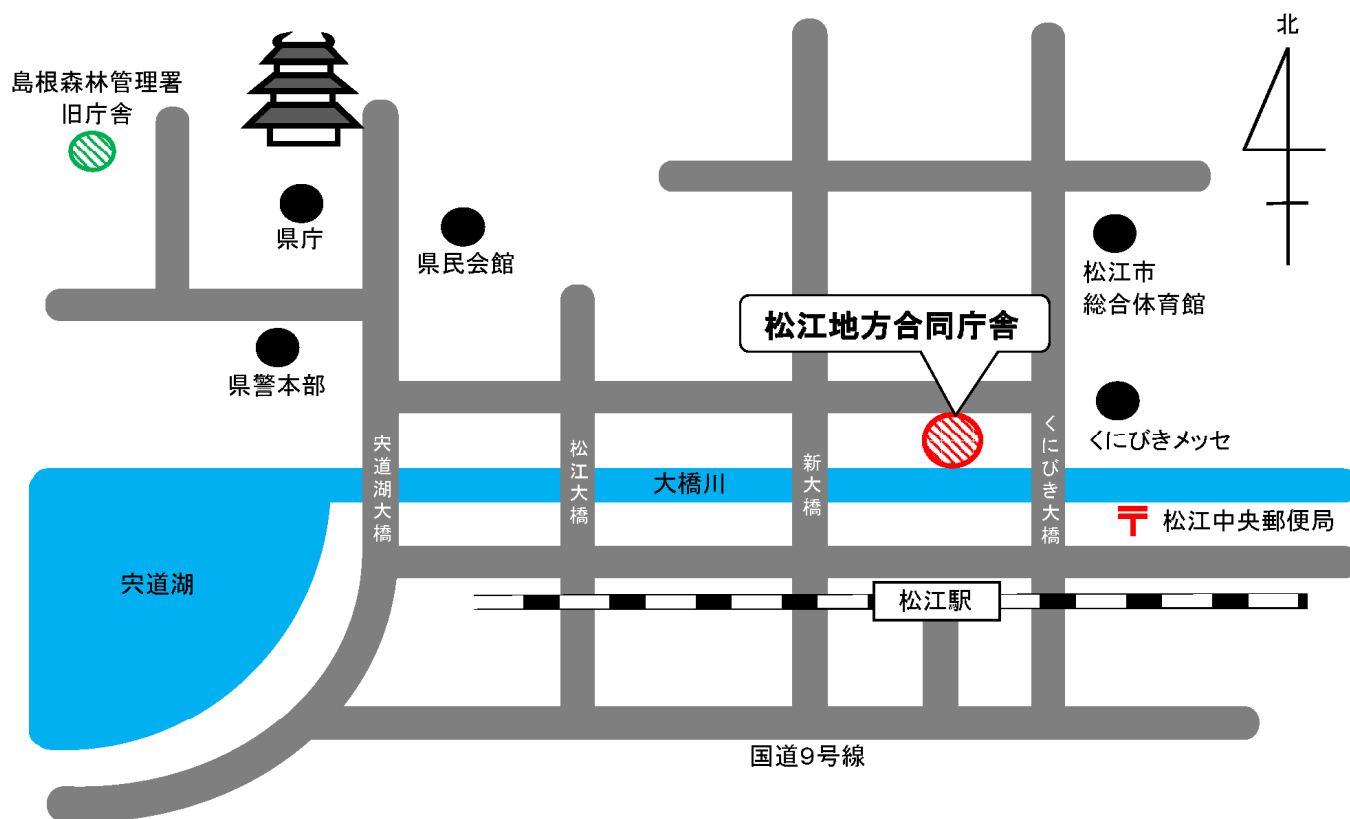 北
島根森林管理署
旧庁舎
県庁
県民会館
松江市
総合体育館
松江地方合同庁舎
県警本部
くにびきメッセ
宍道湖大橋
松江大橋
新大橋
くにびき大橋
大橋川
〒 松江中央郵便局
宍道湖
松江駅
国道9号線